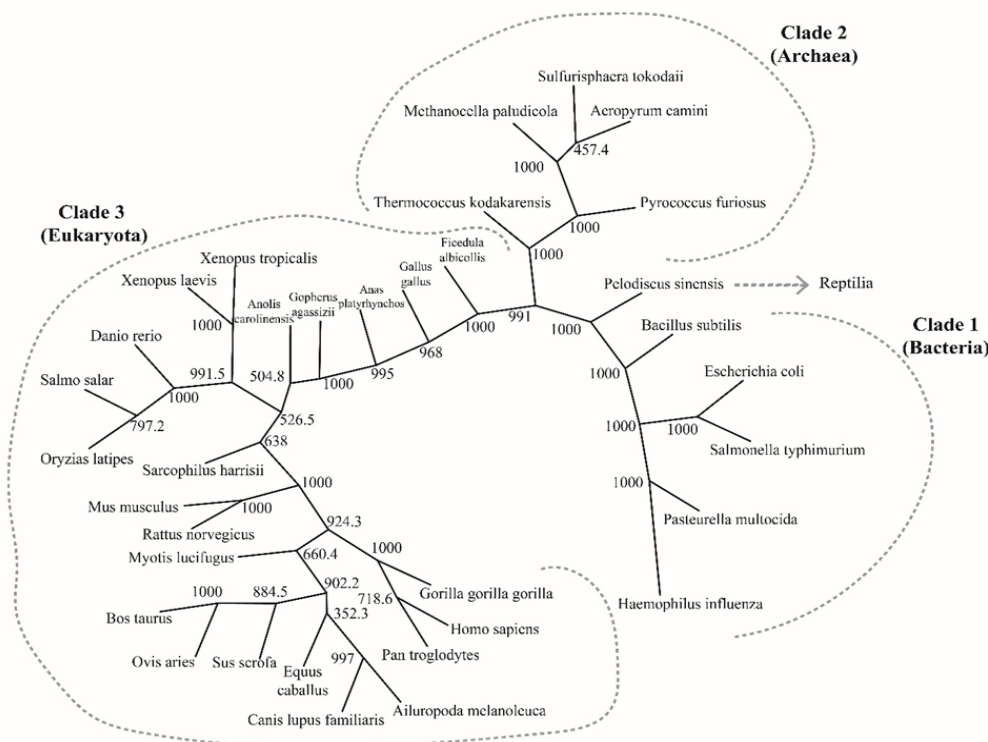 Clade 2
(Archaea)
Sulfurisphaera tokodaii
Methanocella paludicola
Aeropyrum camini
457.4
1000
Thermococcus kodakarensis
Pyrococcus furiosus
1000
1000
Clade 3
(Eukaryota)
Xenopus tropicalis
Xenopus laevis
Anolis
carolinensis
Gopherus
agassizii
Anas
platyrhynchos
Gallus
gallus
Ficedula
albicollis
Pelodiscus sinensis
Reptilia
1000
991
1000
1000
968
995
1000
504.8
Danio rerio
991.5
Salmo salar
1000
797.2
526.5
Oryzias latipes
638
Sarcophilus harrisii
Bacillus subtilis
Clade 1
(Bacteria)
1000
Escherichia coli
1000
1000
Salmonella typhimurium
1000
Pasteurella multocida
Haemophilus influenza
1000
Mus musculus
1000
Rattus norvegicus
924.3
Myotis lucifugus
660.4
1000
Gorilla gorilla gorilla
902.2
718.6
1000
884.5
352.3
Bos taurus
Homo sapiens
Ovis aries
Sus scrofa
Equus
caballus
997
Pan troglodytes
Canis lupus familiaris
Ailuropoda melanoleuca